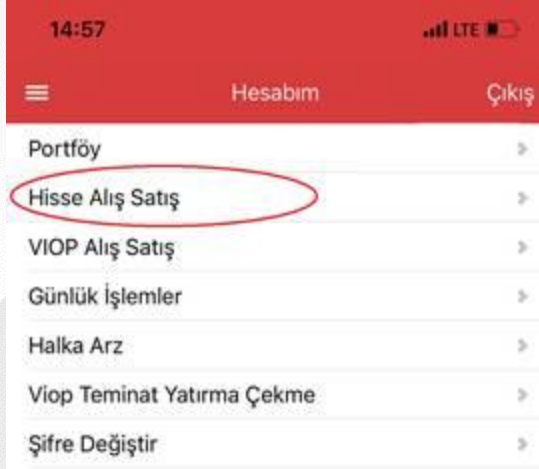 14:57 LTE
Hesabım Çıkış
Portföy
Hisse Alış Satış
VIOP Alış Satış
Günlük İşlemler
Halka Arz
Viop Teminat Yatırma Çekme
Şifre Değiştir